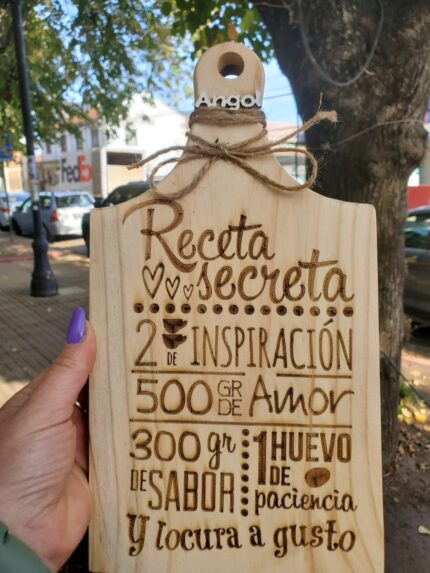 Angol
FedEx
Receta
secreta
2 DE INSPIRACIÓN
500 GR DE Amor
300 gr DE SABOR
1 HUEVO DE paciencia
Y locura a gusto